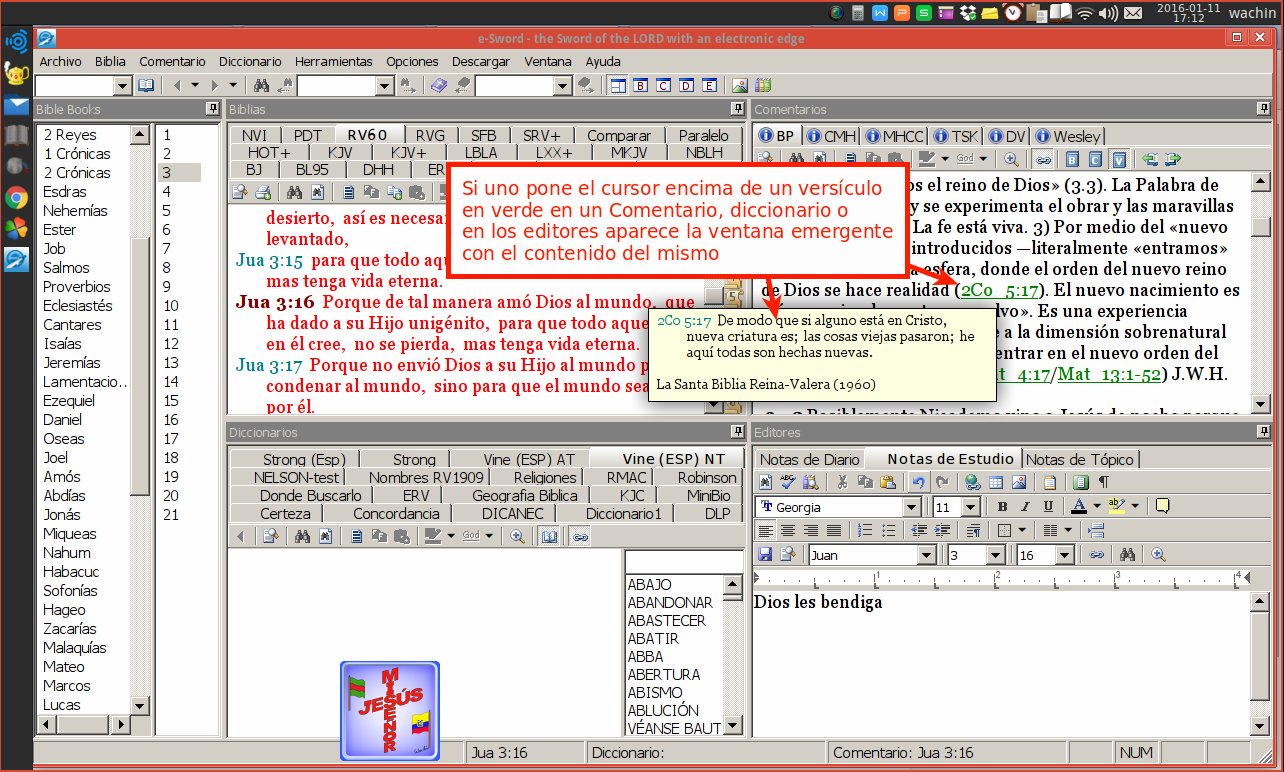 2016-01-11
17:12
wachin
e-Sword - the Sword of the LORD with an electronic edge
Archivo Biblia Comentario Diccionario Herramientas Opciones Descargar Ventana Ayuda
B C D E
Bible Books
2 Reyes
1 Crónicas
2 Crónicas
Esdras
Nehemías
Ester
Job
Salmos
Proverbios
Eclesiastés
Cantares
Isaías
Jeremías
Lamentacio..
Ezequiel
Daniel
Oseas
Joel
Amós
Abdías
Jonás
Miqueas
Nahum
Habacuc
Sofonías
Hageo
Zacarías
Malaquías
Mateo
Marcos
Lucas
1
2
3
4
5
6
7
8
9
10
11
12
13
14
15
16
17
18
19
20
21
Biblias
NVI PDT RV60 RVG SFB SRV+ Comparar Paralelo
HOT+ KJV KJV+ LBLA LXX+ MKJV NBLH
BJ BL95 DHH
desierto, así es necesa
levantado,
Jua 3:15 para que todo aqu
mas tenga vida eterna.
Jua 3:16 Porque de tal manera amó Dios al mundo, que
ha dado a su Hijo unigénito, para que todo aque
en él cree, no se pierda, mas tenga vida eterna.
Jua 3:17 Porque no envió Dios a su Hijo al mundo p
condenar al mundo, sino para que el mundo sea
por él.
Si uno pone el cursor encima de un versículo
en verde en un Comentario, diccionario o
en los editores aparece la ventana emergente
con el contenido del mismo
Comentarios
BP CMH MHCC TSK DV Wesley
God
B C V
os el reino de Dios» (3.3). La Palabra de
y se experimenta el obrar y las maravillas
La fe está viva. 3) Por medio del «nuevo
introducidos —literalmente «entramos»
esfera, donde el orden del nuevo reino
de Dios se hace realidad (2Co 5:17). El nuevo nacimiento es
lvo». Es una experiencia
e a la dimensión sobrenatural
entrar en el nuevo orden del
t 4:17/Mat 13:1-52) J.W.H.
2Co 5:17 De modo que si alguno está en Cristo,
nueva criatura es; las cosas viejas pasaron; he
aquí todas son hechas nuevas.
La Santa Biblia Reina-Valera (1960)
Diccionarios
Strong (Esp) Strong Vine (ESP) AT Vine (ESP) NT
NELSON-test Nombres RV1909 Religiones RMAC Robinson
Donde Buscarlo ERV Geografia Biblica KJC MiniBio
Certeza Concordancia DICANEC Diccionario1 DLP
God
ABAJO
ABANDONAR
ABASTECER
ABATIR
ABBA
ABERTURA
ABISMO
ABLUCIÓN
VÉANSE BAUT
MI SEÑOR
JESÚS
Editores
Notas de Diario Notas de Estudio Notas de Tópico
Georgia 11 B I U A ab
Juan 3 16
1 2 3 4
Dios les bendiga
Jua 3:16 Diccionario: Comentario: Jua 3:16 NUM